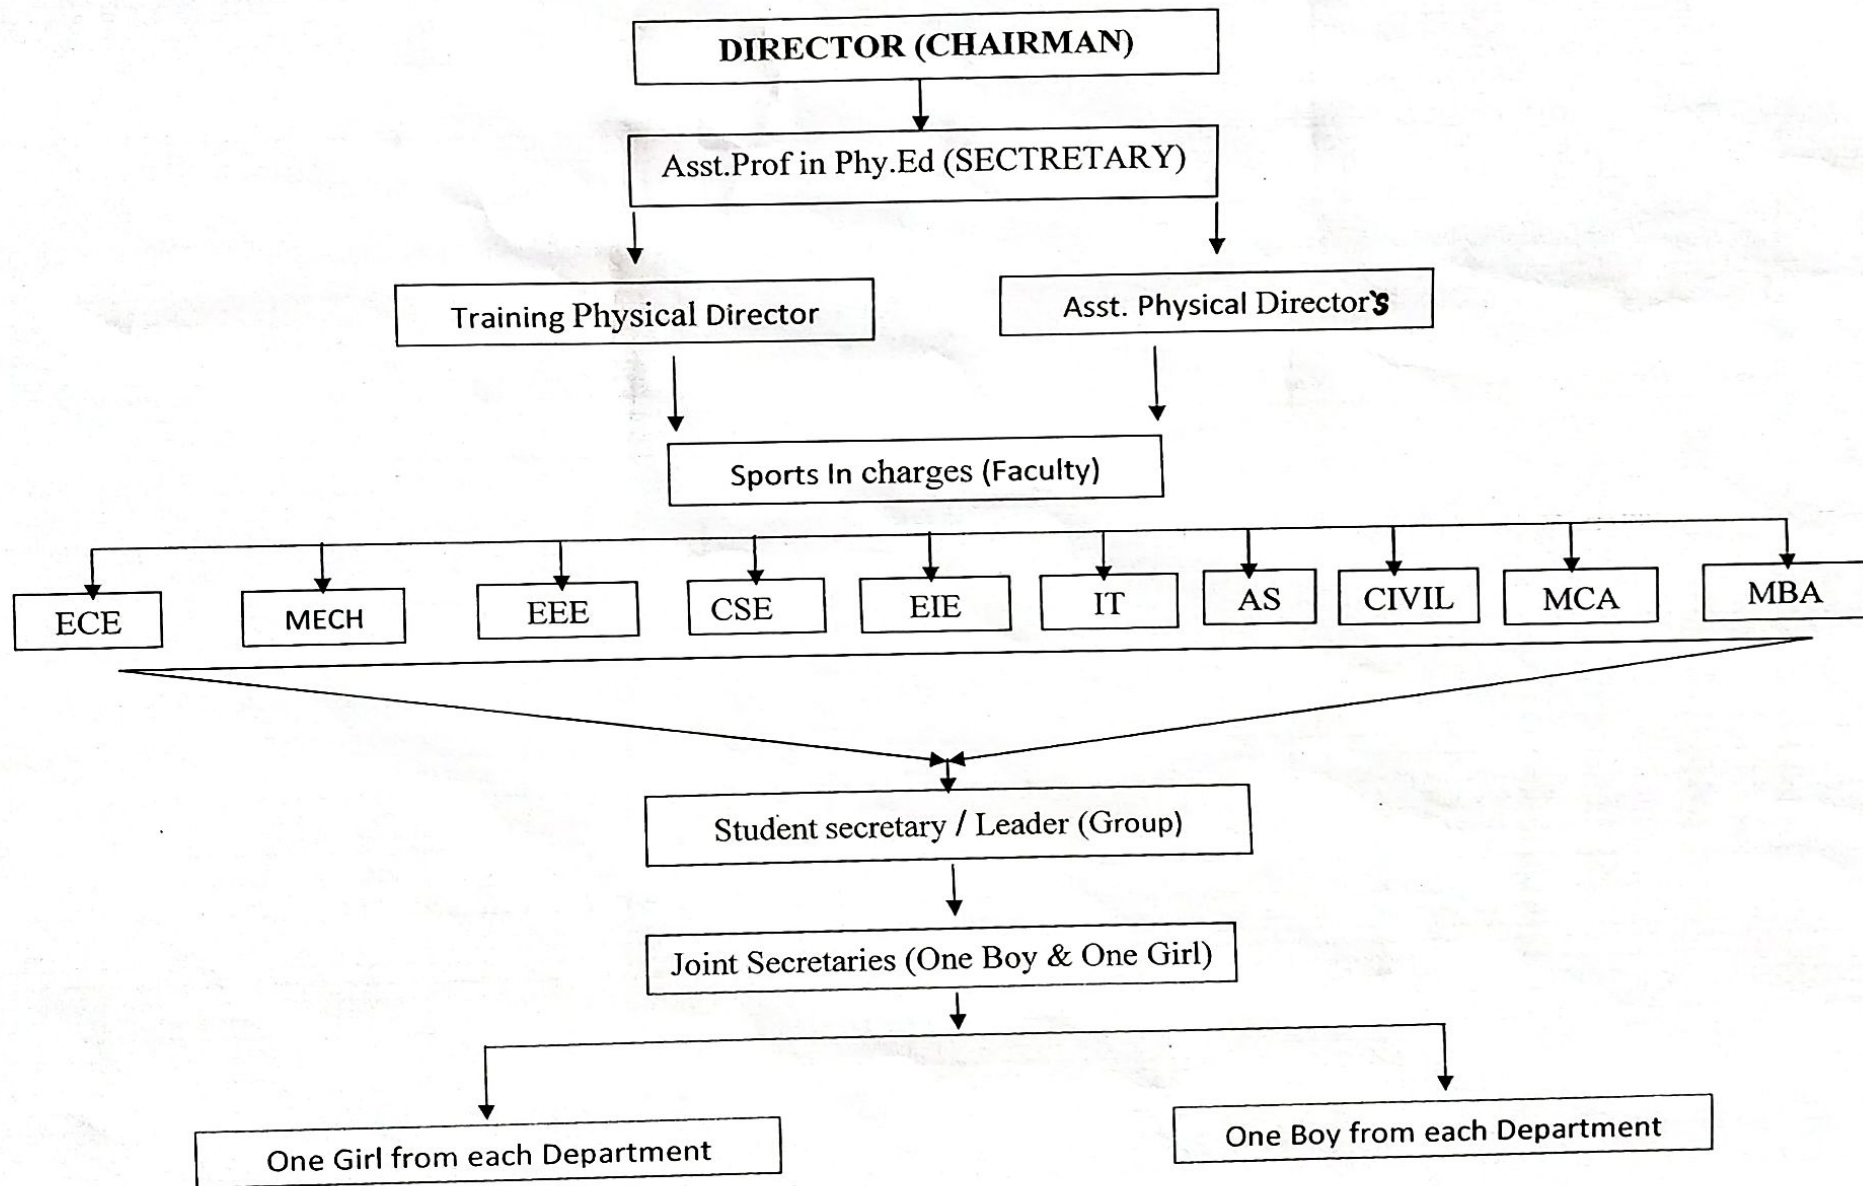 DIRECTOR (CHAIRMAN)
Asst.Prof in Phy.Ed (SECTRETARY)
Training Physical Director
Asst. Physical Director`s
Sports In charges (Faculty)
ECE
MECH
EEE
CSE
EIE
IT
AS
CIVIL
MCA
MBA
Student secretary / Leader (Group)
Joint Secretaries (One Boy & One Girl)
One Girl from each Department
One Boy from each Department